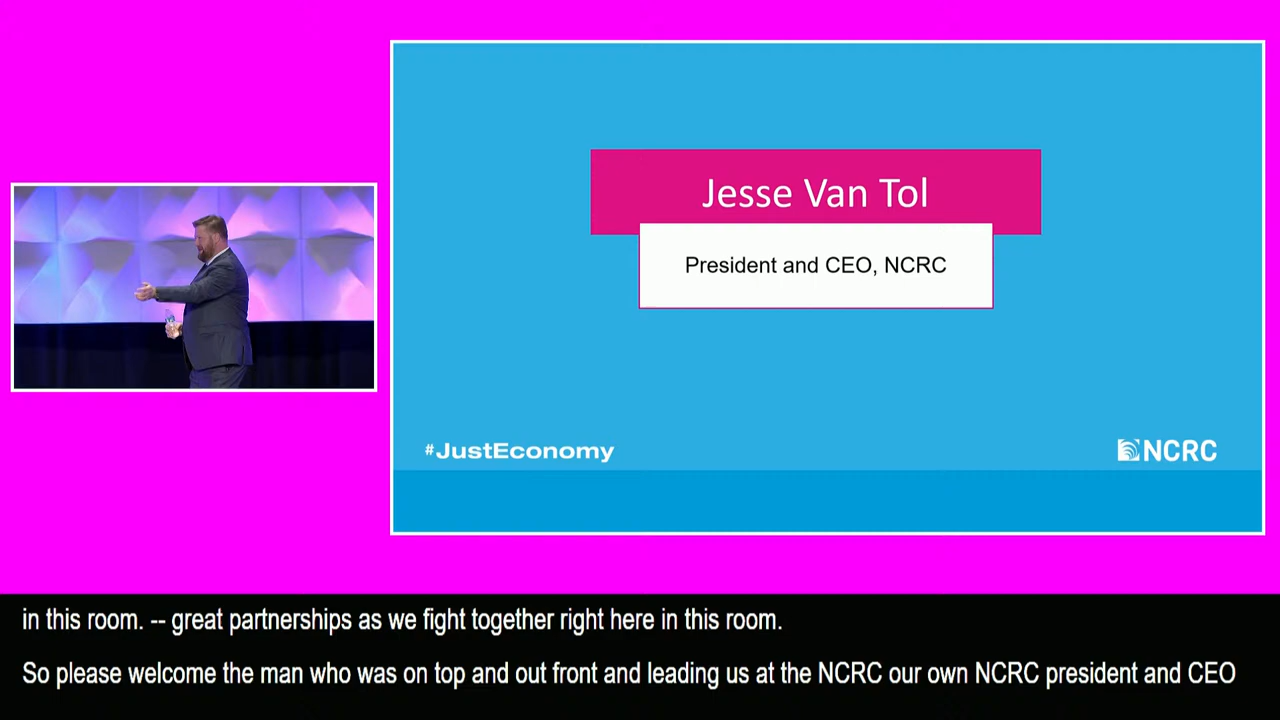 Jesse Van Tol
President and CEO, NCRC
#JustEconomy
NCRC
in this room. -- great partnerships as we fight together right here in this room.
So please welcome the man who was on top and out front and leading us at the NCRC our own NCRC president and CEO